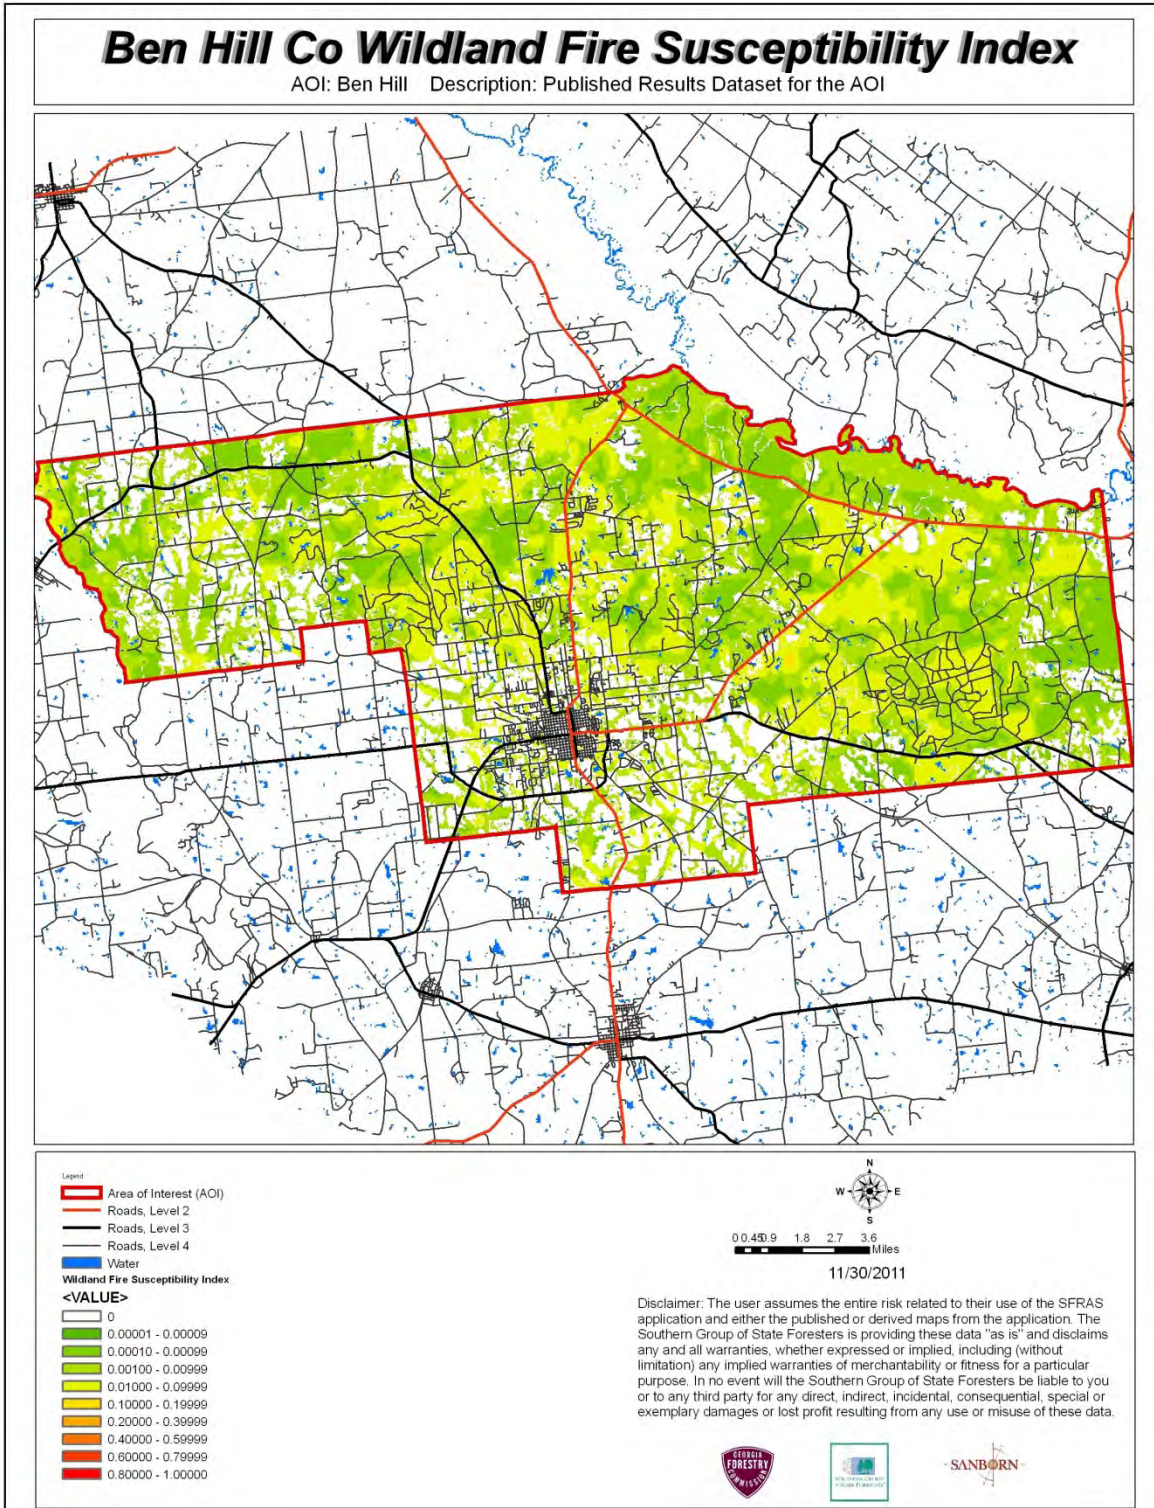 Ben Hill Co Wildland Fire Susceptibility Index
AOI: Ben Hill Description: Published Results Dataset for the AOI
Legend
Area of Interest (AOI)
Roads, Level 2
Roads, Level 3
Roads, Level 4
Water
Wildland Fire Susceptibility Index
<VALUE>
0
0.00001 - 0.00009
0.00010 - 0.00099
0.00100 - 0.00999
0.01000 - 0.09999
0.10000 - 0.19999
0.20000 - 0.39999
0.40000 - 0.59999
0.60000 - 0.79999
0.80000 - 1.00000
N
W E
S
0 0.45 0.9 1.8 2.7 3.6
Miles
11/30/2011
Disclaimer: The user assumes the entire risk related to their use of the SFRAS
application and either the published or derived maps from the application. The
Southern Group of State Foresters is providing these data "as is" and disclaims
any and all warranties, whether expressed or implied, including (without
limitation) any implied warranties of merchantability or fitness for a particular
purpose. In no event will the Southern Group of State Foresters be liable to you
or to any third party for any direct, indirect, incidental, consequential, special or
exemplary damages or lost profit resulting from any use or misuse of these data.
GEORGIA
FORESTRY
COMMISSION
SOUTHERN GROUP
OF STATE FORESTERS
SANBORN